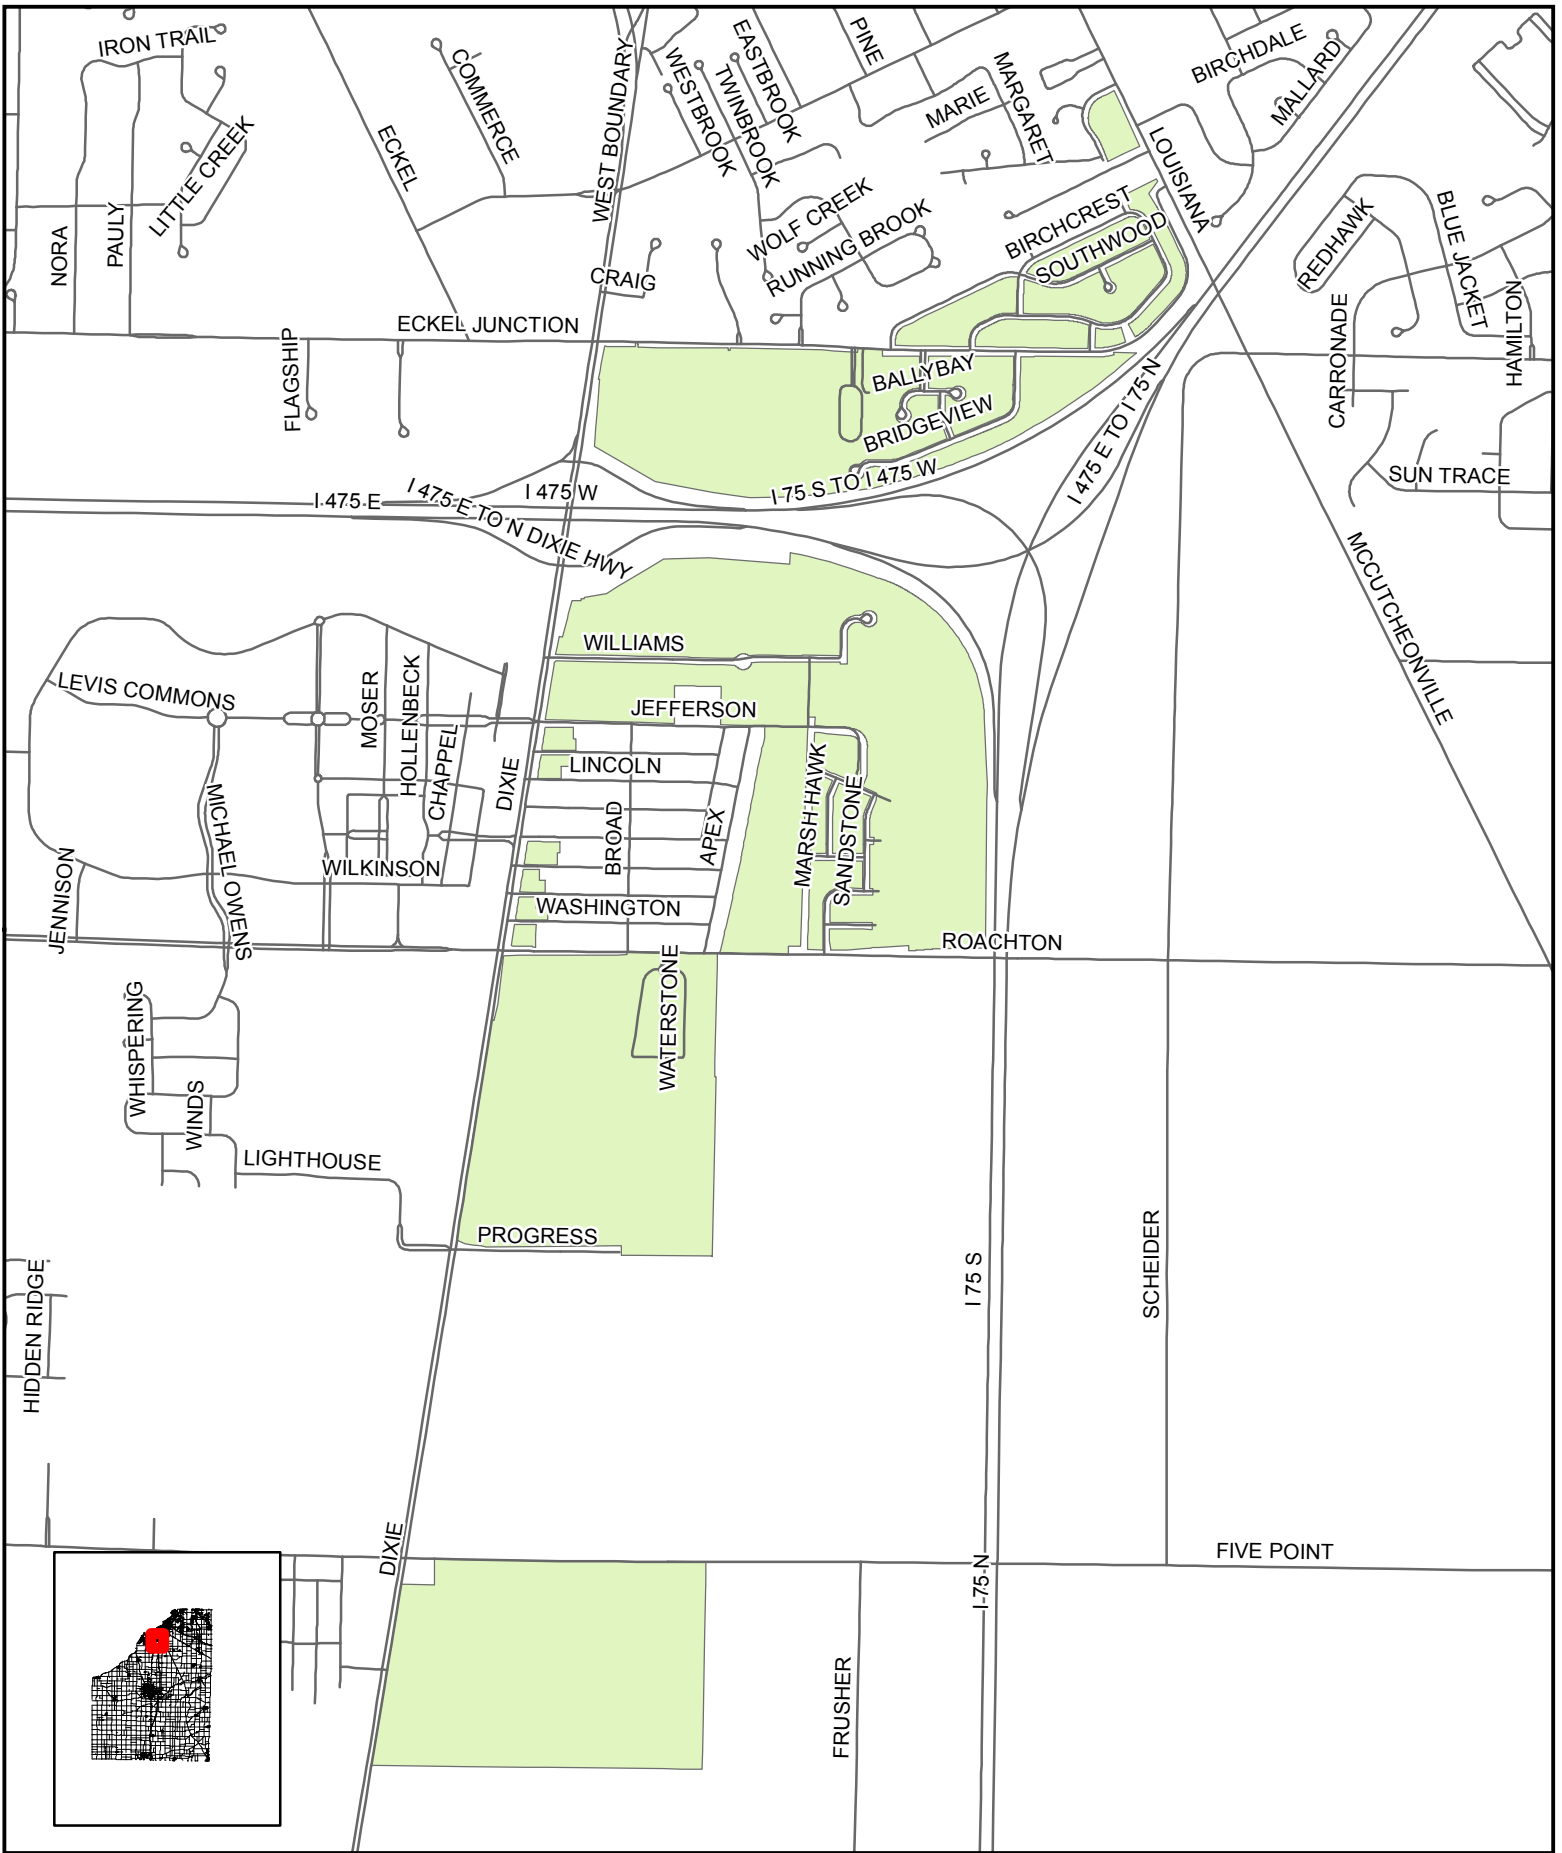 IRON TRAIL
COMMERCE
WEST BOUNDARY
WESTBROOK
TWINBROOK
EASTBROOK
PINE
MARIE
MARGARET
BIRCHDALE
MALLARD
LOUISIANA
ECKEL
LITTLE CREEK
NORA
PAULY
WOLF CREEK
RUNNING BROOK
BIRCHCREST
SOUTHWOOD
REDHAWK
BLUE JACKET
HAMILTON
CARRONADE
CRAIG
ECKEL JUNCTION
FLAGSHIP
BALLYBAY
BRIDGEVIEW
I 475 E TO I 75 N
I 75 S TO I 475 W
SUN TRACE
I 475 E
I 475 E TO N DIXIE HWY
I 475 W
MCCUTCHEONVILLE
WILLIAMS
LEVIS COMMONS
MOSER
HOLLENBECK
CHAPPEL
JEFFERSON
DIXIE
LINCOLN
BROAD
APEX
MARSH HAWK
SANDSTONE
MICHAEL OWENS
WILKINSON
JENNISON
WASHINGTON
ROACHTON
WATERSTONE
WHISPERING
WINDS
LIGHTHOUSE
PROGRESS
HIDDEN RIDGE
I 75 S
SCHEIDER
DIXIE
FIVE POINT
I-75-N
FRUSHER